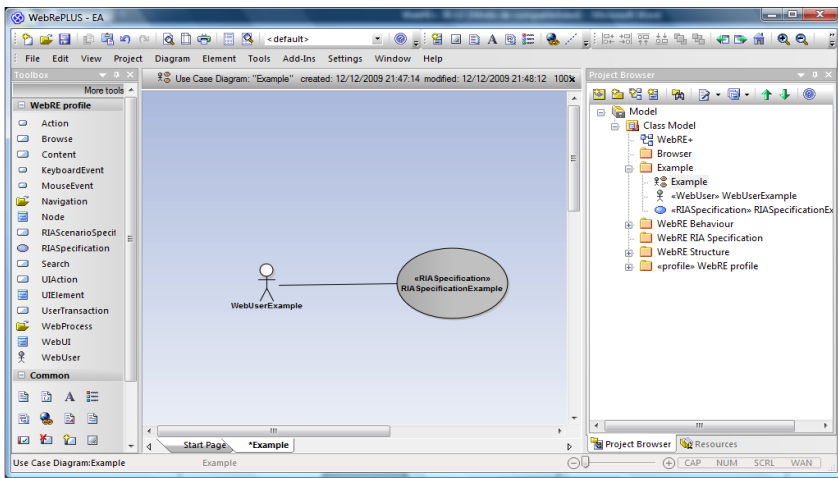 WebRePLUS - EA
<default>
File Edit View Project Diagram Element Tools Add-Ins Settings Window Help
Toolbox
More tools
WebRE profile
Action
Browse
Content
KeyboardEvent
MouseEvent
Navigation
Node
RIAScenarioSpecif
RIASpecification
Search
UIAction
UIElement
UserTransaction
WebProcess
WebUI
WebUser
Common
Use Case Diagram: "Example" created: 12/12/2009 21:47:14 modified: 12/12/2009 21:48:12 100%
WebUserExample
«RIASpecification»
RIASpecificationExample
Start Page *Example
Project Browser
Model
Class Model
WebRE+
Browser
Example
Example
«WebUser» WebUserExample
«RIASpecification» RIASpecificationEx
WebRE Behaviour
WebRE RIA Specification
WebRE Structure
«profile» WebRE profile
Project Browser Resources
Use Case Diagram:Example Example CAP NUM SCRL WAN